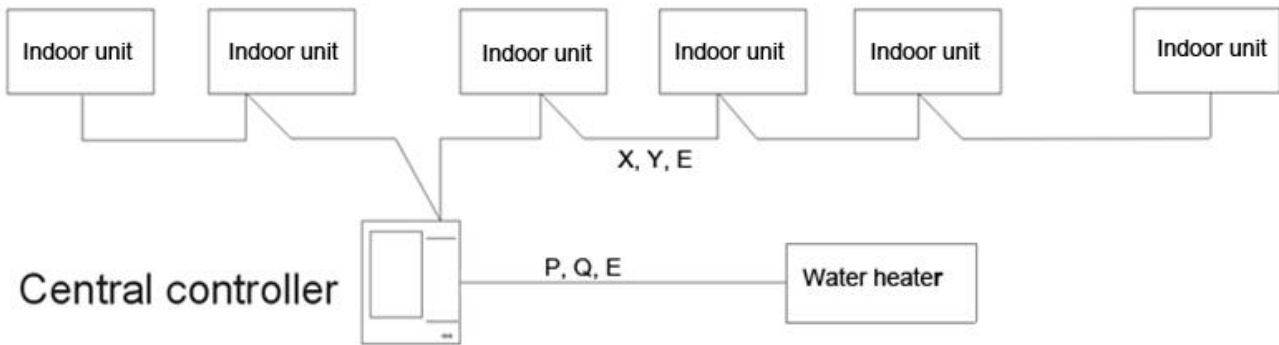 Indoor unit
Indoor unit
Indoor unit
Indoor unit
Indoor unit
Indoor unit
X, Y, E
P, Q, E
Central controller
Water heater